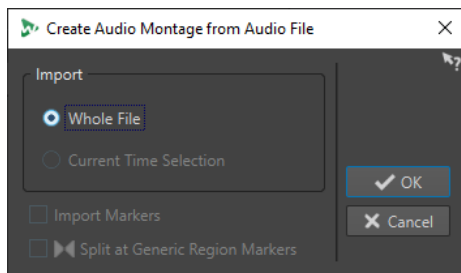 Create Audio Montage from Audio File
Import
Whole File
Current Time Selection
OK
Import Markers
Cancel
Split at Generic Region Markers